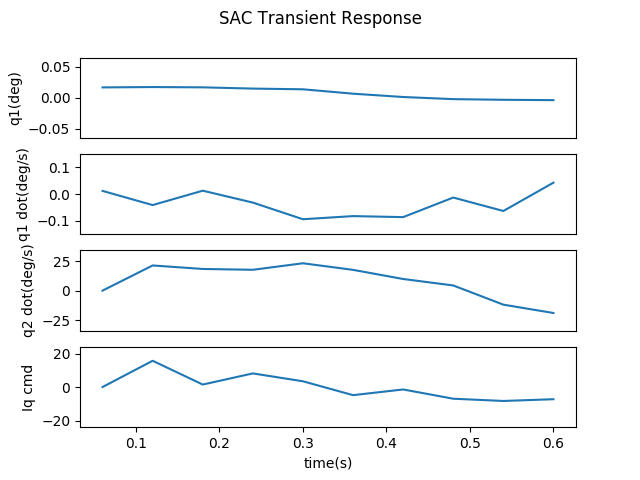 SAC Transient Response
q1(deg)
0.05
0.00
−0.05
q1 dot(deg/s)
0.1
0.0
−0.1
q2 dot(deg/s)
25
0
−25
Iq cmd
20
0
−20
0.1 0.2 0.3 0.4 0.5 0.6
time(s)